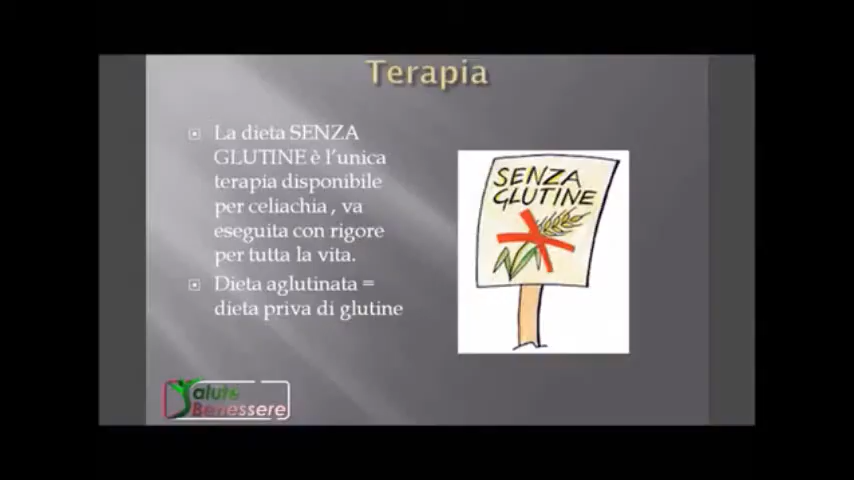 Terapia
La dieta SENZA
GLUTINE è l'unica
terapia disponibile
per celiachia , va
eseguita con rigore
per tutta la vita.
Dieta aglutinata =
dieta priva di glutine
SENZA
GLUTINE
Salute
Benessere